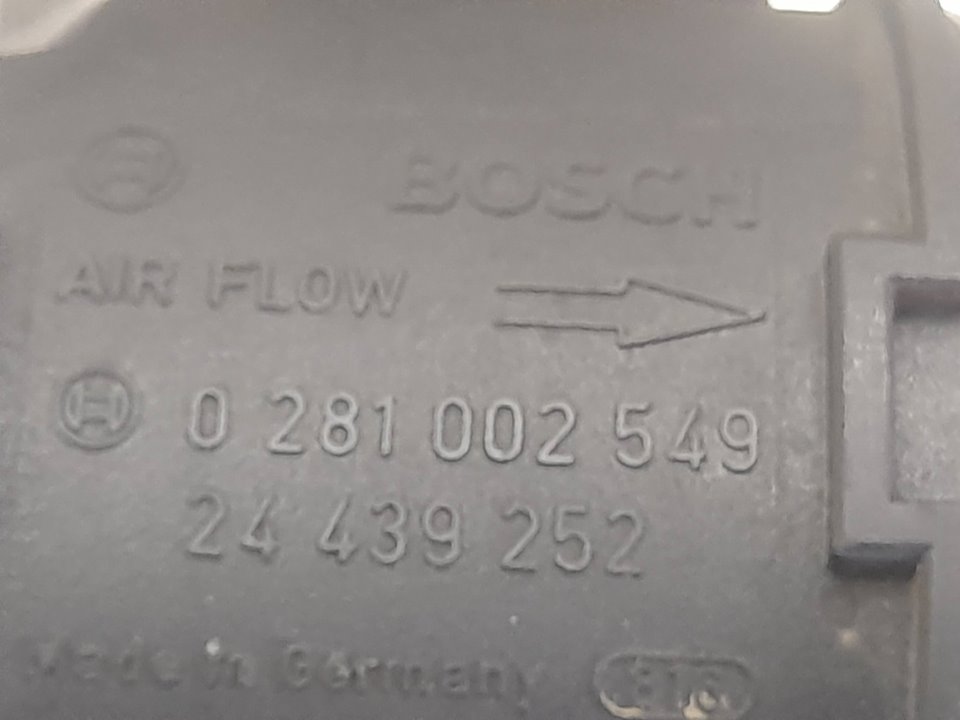 BOSCH
AIR FLOW
0 281 002 549
24 439 252
Made in Germany